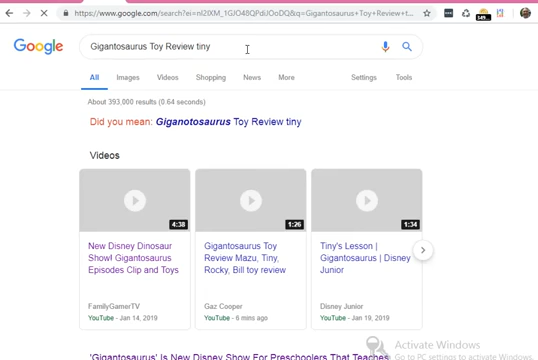 https://www.google.com/search?ei=nI2lXM_1GJO48QPdiJOoDQ&q=Gigantosaurus+Toy+Review+t...
349...
Google
Gigantosaurus Toy Review tiny
All Images Videos Shopping News More Settings Tools
About 393,000 results (0.64 seconds)
Did you mean: Giganotosaurus Toy Review tiny
Videos
4:38
1:26
1:34
New Disney Dinosaur
Show! Gigantosaurus
Episodes Clip and Toys
FamilyGamerTV
YouTube - Jan 14, 2019
Gigantosaurus Toy
Review Mazu, Tiny,
Rocky, Bill toy review
Gaz Cooper
YouTube - 6 mins ago
Tiny's Lesson |
Gigantosaurus | Disney
Junior
Disney Junior
YouTube - Jan 19, 2019
Activate Windows
Go to PC settings to activate Windows.
'Gigantosaurus' Is New Disney Show For Preschoolers That Teaches